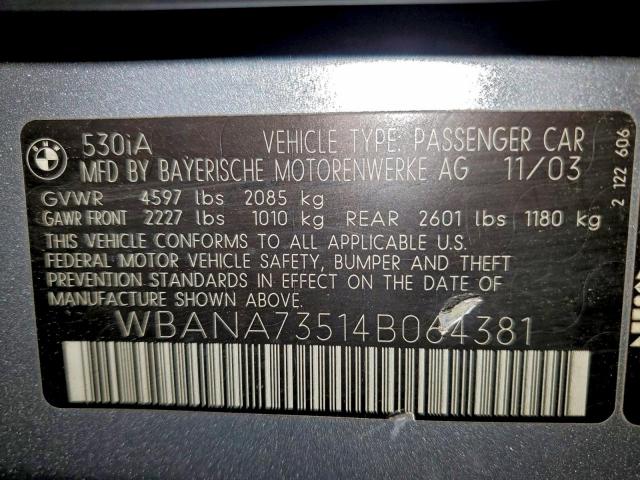 BMW
530iA VEHICLE TYPE: PASSENGER CAR
MFD BY BAYERISCHE MOTORENWERKE AG 11/03
GVWR 4597 lbs 2085 kg
GAWR FRONT 2227 lbs 1010 kg REAR 2601 lbs 1180 kg
THIS VEHICLE CONFORMS TO ALL APPLICABLE U.S.
FEDERAL MOTOR VEHICLE SAFETY, BUMPER AND THEFT
PREVENTION STANDARDS IN EFFECT ON THE DATE
OF MANUFACTURE SHOWN ABOVE.
WBANA73514B064381
2 122 606